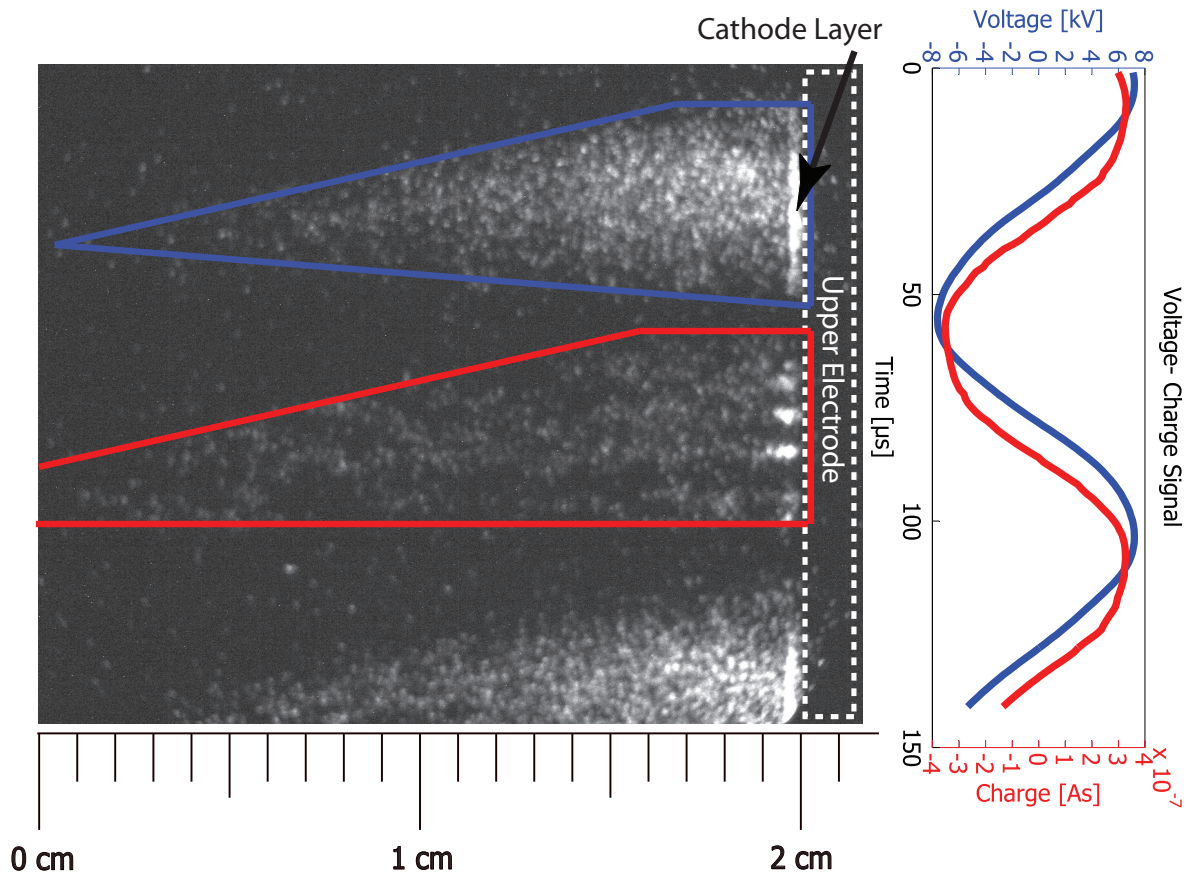 Cathode Layer
Upper Electrode
0 cm
1 cm
2 cm
Voltage [kV]
-8 -6 -4 -2 0 2 4 6 8
0
50
100
150
Time [µs]
Voltage- Charge Signal
-4 -3 -2 -1 0 1 2 3 4
x 10-7
Charge [As]